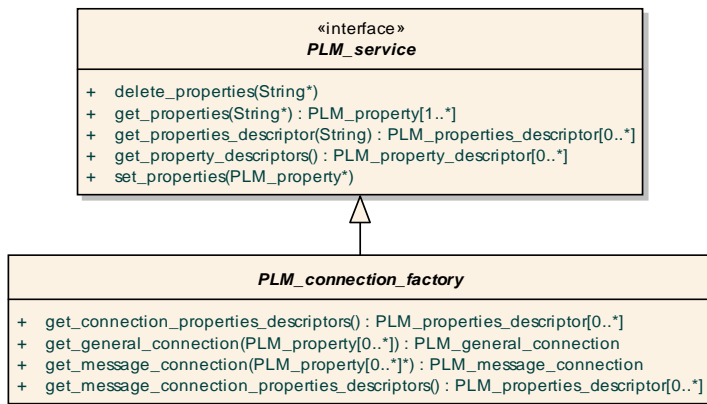 «interface»
PLM_service
+ delete_properties(String*)
+ get_properties(String*) : PLM_property[1..*]
+ get_properties_descriptor(String) : PLM_properties_descriptor[0..*]
+ get_property_descriptors() : PLM_property_descriptor[0..*]
+ set_properties(PLM_property*)
PLM_connection_factory
+ get_connection_properties_descriptors() : PLM_properties_descriptor[0..*]
+ get_general_connection(PLM_property[0..*]) : PLM_general_connection
+ get_message_connection(PLM_property[0..*]*) : PLM_message_connection
+ get_message_connection_properties_descriptors() : PLM_properties_descriptor[0..*]